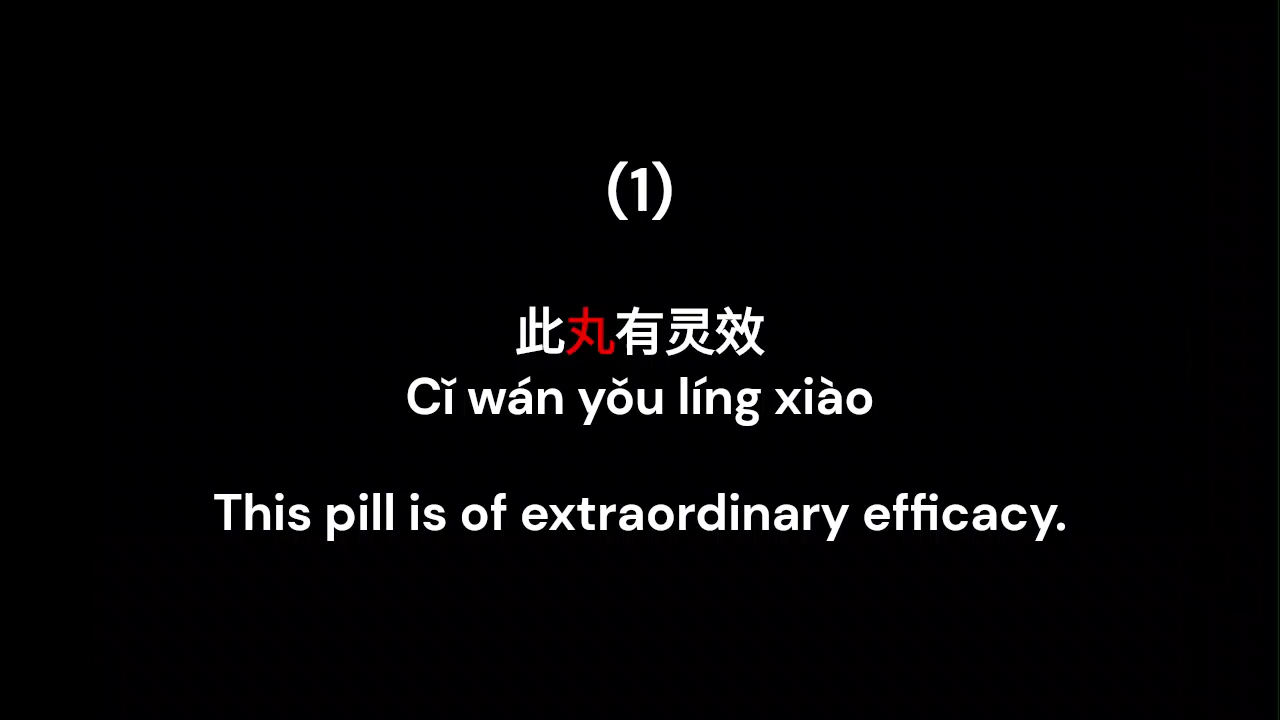 (1)
此丸有灵效
Cǐ wán yǒu líng xiào
This pill is of extraordinary efficacy.